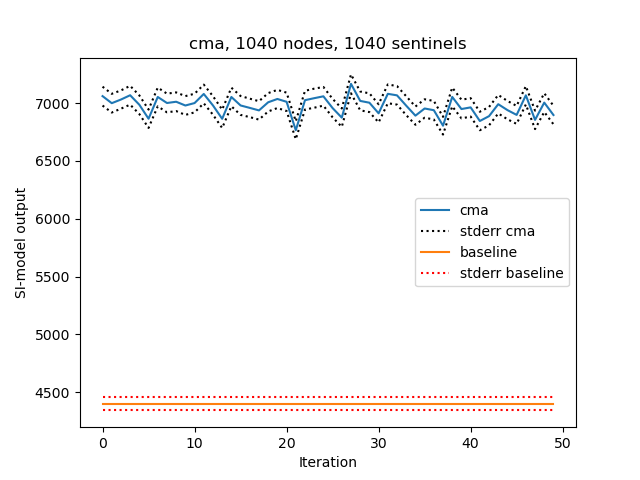 cma, 1040 nodes, 1040 sentinels
SI-model output
7000
6500
6000
5500
5000
4500
cma
stderr cma
baseline
stderr baseline
0 10 20 30 40 50
Iteration